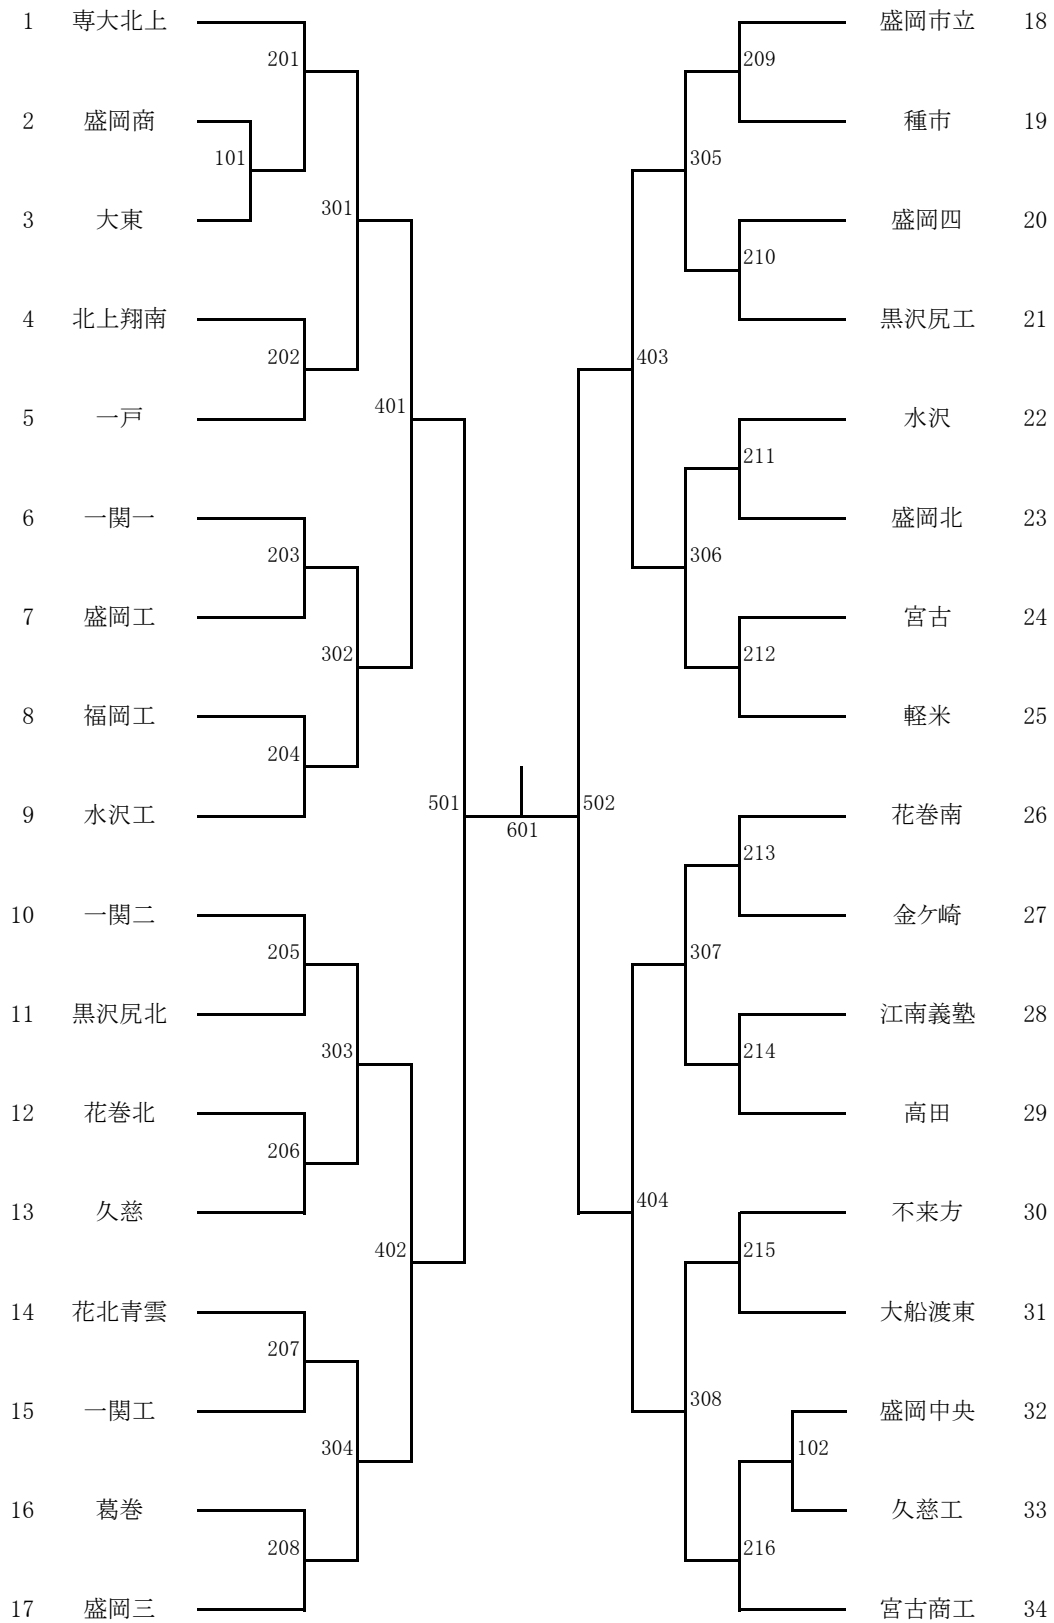 1 専大北上 盛岡市立 18
201 209
2 盛岡商 種市 19
101 305
3 大東 盛岡四 20
301 210
4 北上翔南 黒沢尻工 21
202 403
5 一戸 水沢 22
401 211
6 一関一 盛岡北 23
203 306
7 盛岡工 宮古 24
302 212
8 福岡工 軽米 25
204
501 502
9 水沢工 花巻南 26
601
213
10 一関二 金ケ崎 27
205 307
11 黒沢尻北 江南義塾 28
303 214
12 花巻北 高田 29
206
404
13 久慈 不来方 30
402 215
14 花北青雲 大船渡東 31
207
308
15 一関工 盛岡中央 32
304 102
16 葛巻 久慈工 33
208 216
17 盛岡三 宮古商工 34